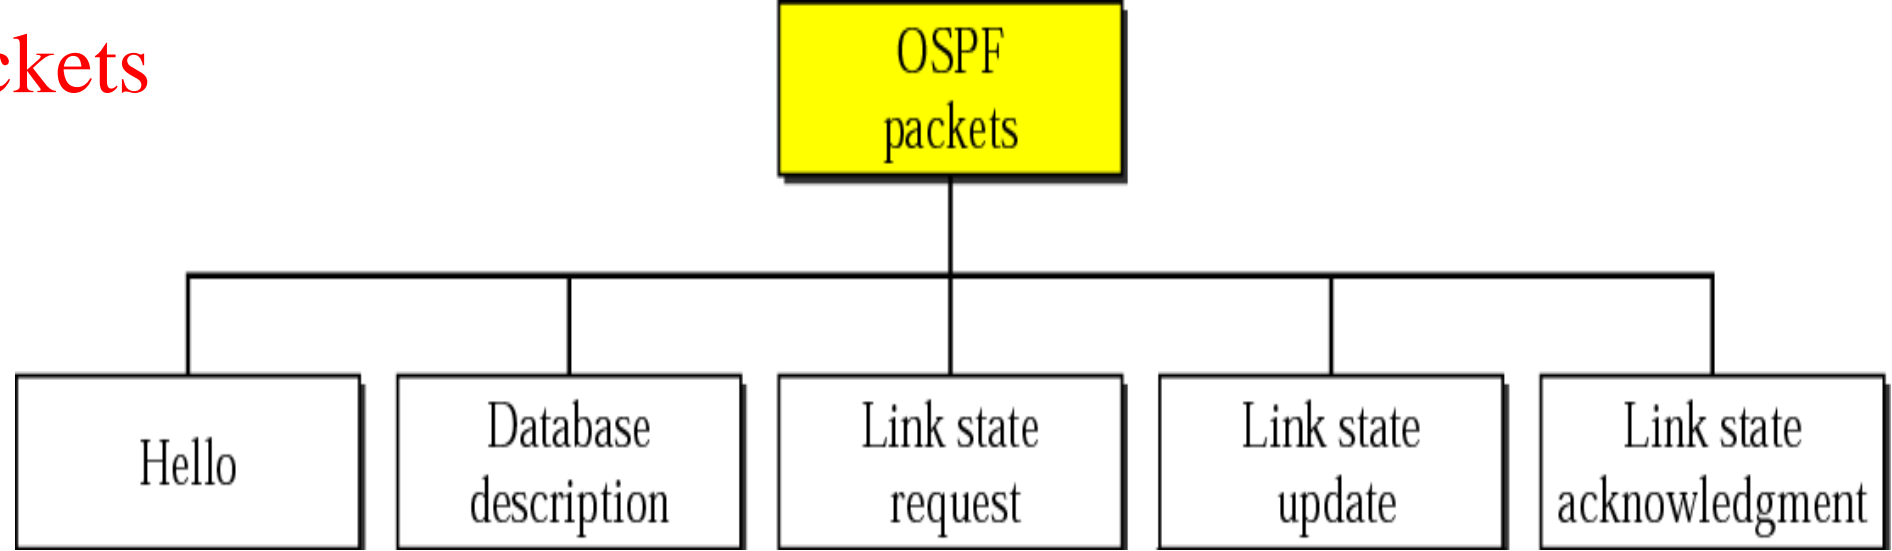 ckets
OSPF
packets
Hello
Database
description
Link state
request
Link state
update
Link state
acknowledgment